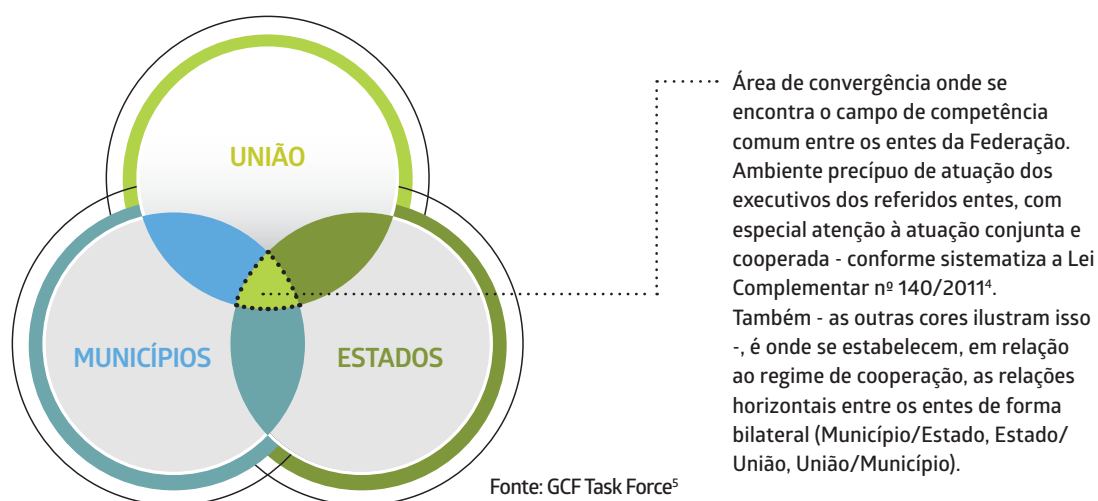 UNIÃO
MUNICÍPIOS
ESTADOS
Área de convergência onde se
encontra o campo de competência
comum entre os entes da Federação.
Ambiente precípuo de atuação dos
executivos dos referidos entes, com
especial atenção à atuação conjunta e
cooperada - conforme sistematiza a Lei
Complementar nº 140/2011⁴.
Também - as outras cores ilustram isso
-, é onde se estabelecem, em relação
ao regime de cooperação, as relações
horizontais entre os entes de forma
bilateral (Município/Estado, Estado/
União, União/Município).
Fonte: GCF Task Force⁵